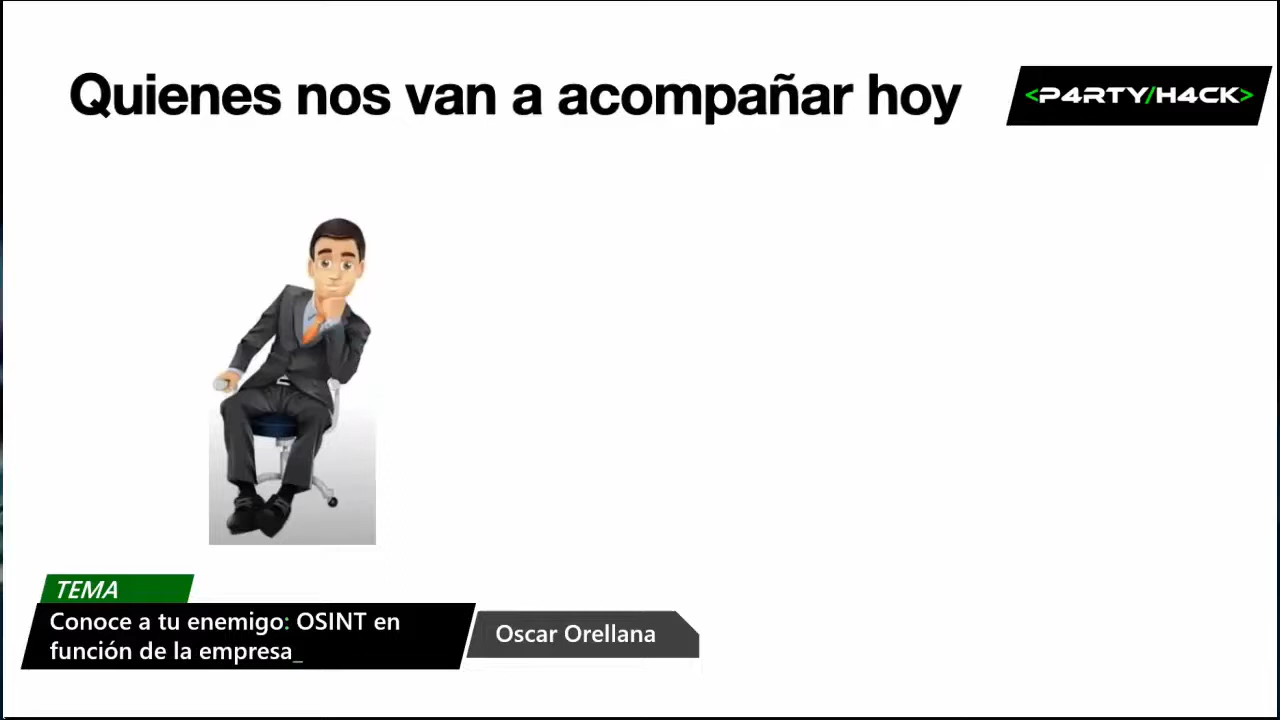 Quienes nos van a acompañar hoy
<P4RTY/H4CK>
TEMA
Conoce a tu enemigo: OSINT en
función de la empresa_
Oscar Orellana